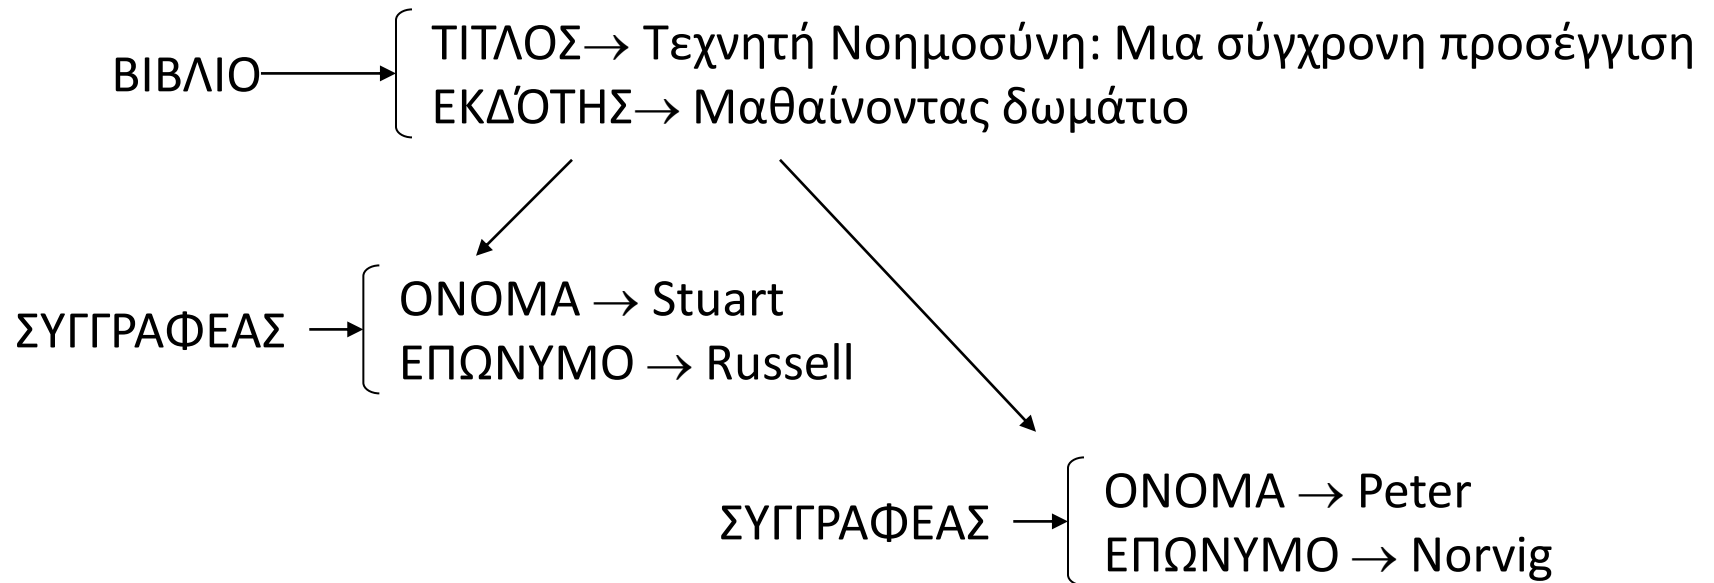 ΒΙΒΛΙΟ
ΤΙΤΛΟΣ→ Τεχνητή Νοημοσύνη: Μια σύγχρονη προσέγγιση
ΕΚΔΌΤΗΣ→ Μαθαίνοντας δωμάτιο
ΣΥΓΓΡΑΦΕΑΣ
ΟΝΟΜΑ → Stuart
ΕΠΩΝΥΜΟ → Russell
ΣΥΓΓΡΑΦΕΑΣ
ΟΝΟΜΑ → Peter
ΕΠΩΝΥΜΟ → Norvig